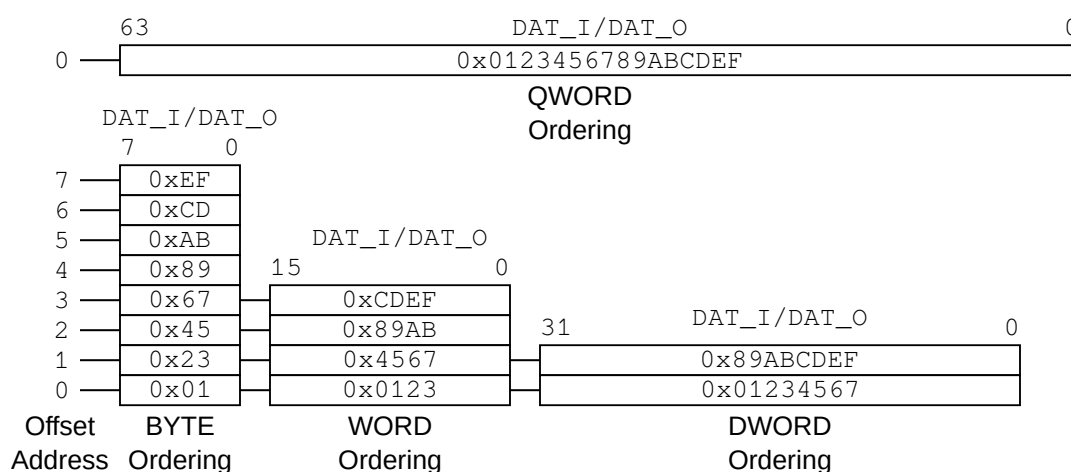 63 DAT_I/DAT_O 0
0 0x0123456789ABCDEF
QWORD
Ordering
DAT_I/DAT_O
7 0
7 0xEF
6 0xCD
5 0xAB DAT_I/DAT_O
4 0x89 15 0
3 0x67 0xCDEF
2 0x45 0x89AB 31 DAT_I/DAT_O 0
1 0x23 0x4567 0x89ABCDEF
0 0x01 0x0123 0x01234567
Offset BYTE WORD DWORD
Address Ordering Ordering Ordering